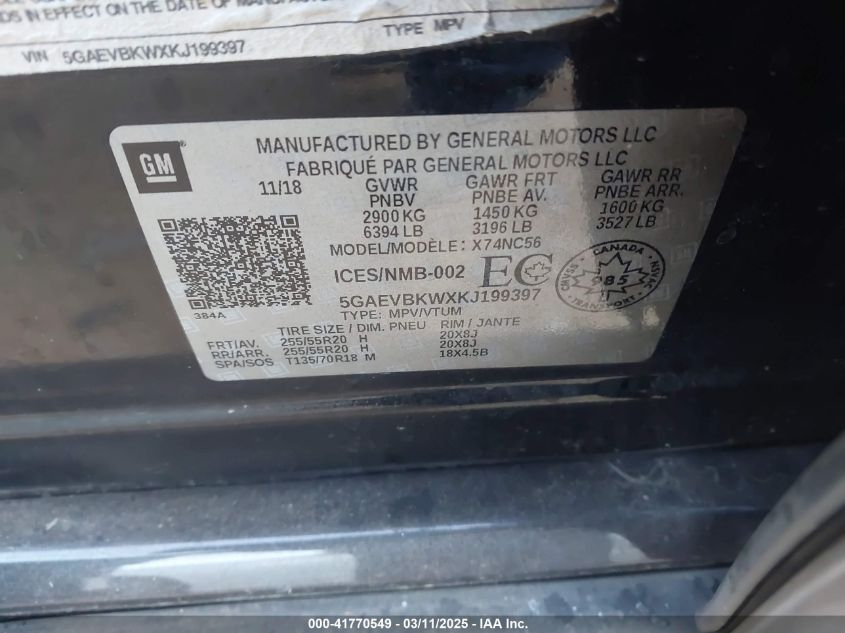 DS IN EFFECT ON THE DATE OF MANUFACTURE
TYPE MPV
VIN 5GAEVBKWXKJ199397
GM
MANUFACTURED BY GENERAL MOTORS LLC
FABRIQUÉ PAR GENERAL MOTORS LLC
11/18 GVWR GAWR FRT GAWR RR
PNBV PNBE AV. PNBE ARR.
2900 KG 1450 KG 1600 KG
6394 LB 3196 LB 3527 LB
MODEL/MODÈLE: X74NC56
ICES/NMB-002 EC
CANADA
985
TRANSPORT
384A
5GAEVBKWXKJ199397
TYPE: MPV/VTUM
TIRE SIZE / DIM. PNEU RIM / JANTE
FRT/AV. 255/55R20 H 20X8J
RR/ARR. 255/55R20 H 20X8J
SPA/SOS T135/70R18 M 18X4.5B
000-41770549 - 03/11/2025 - IAA Inc.